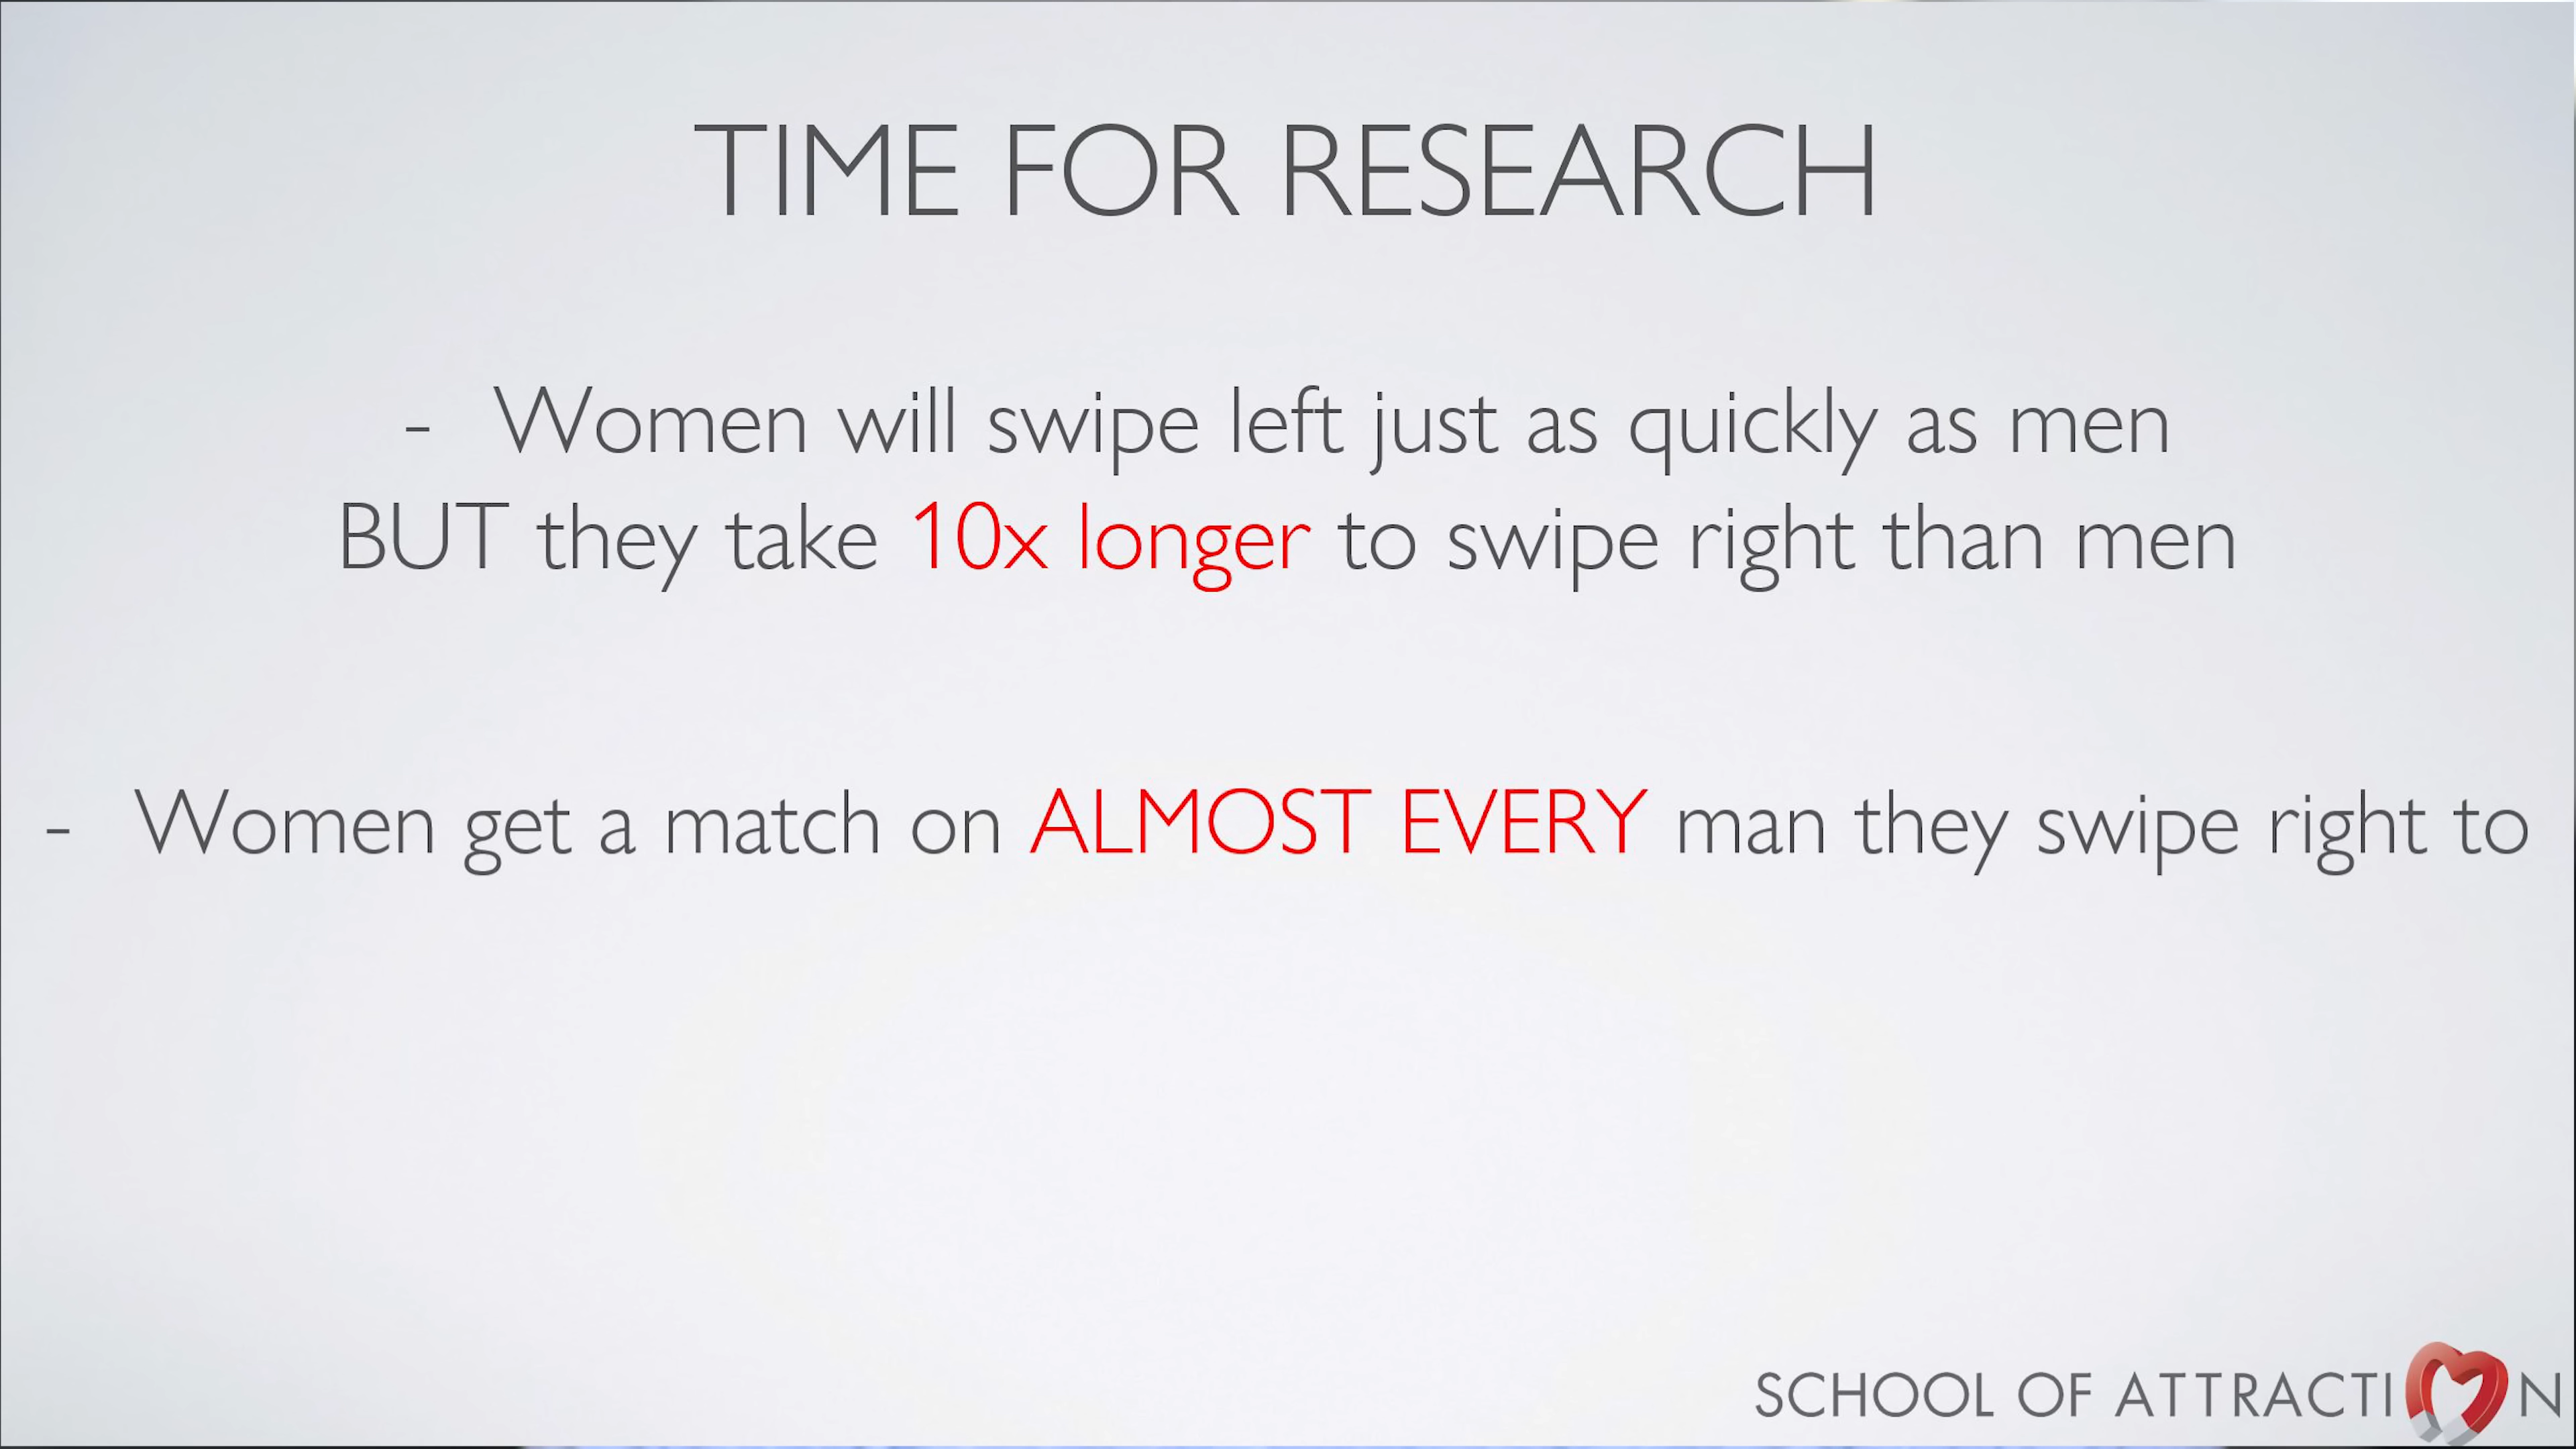 TIME FOR RESEARCH
- Women will swipe left just as quickly as men
BUT they take 10x longer to swipe right than men
- Women get a match on ALMOST EVERY man they swipe right to
SCHOOL OF ATTRACTION